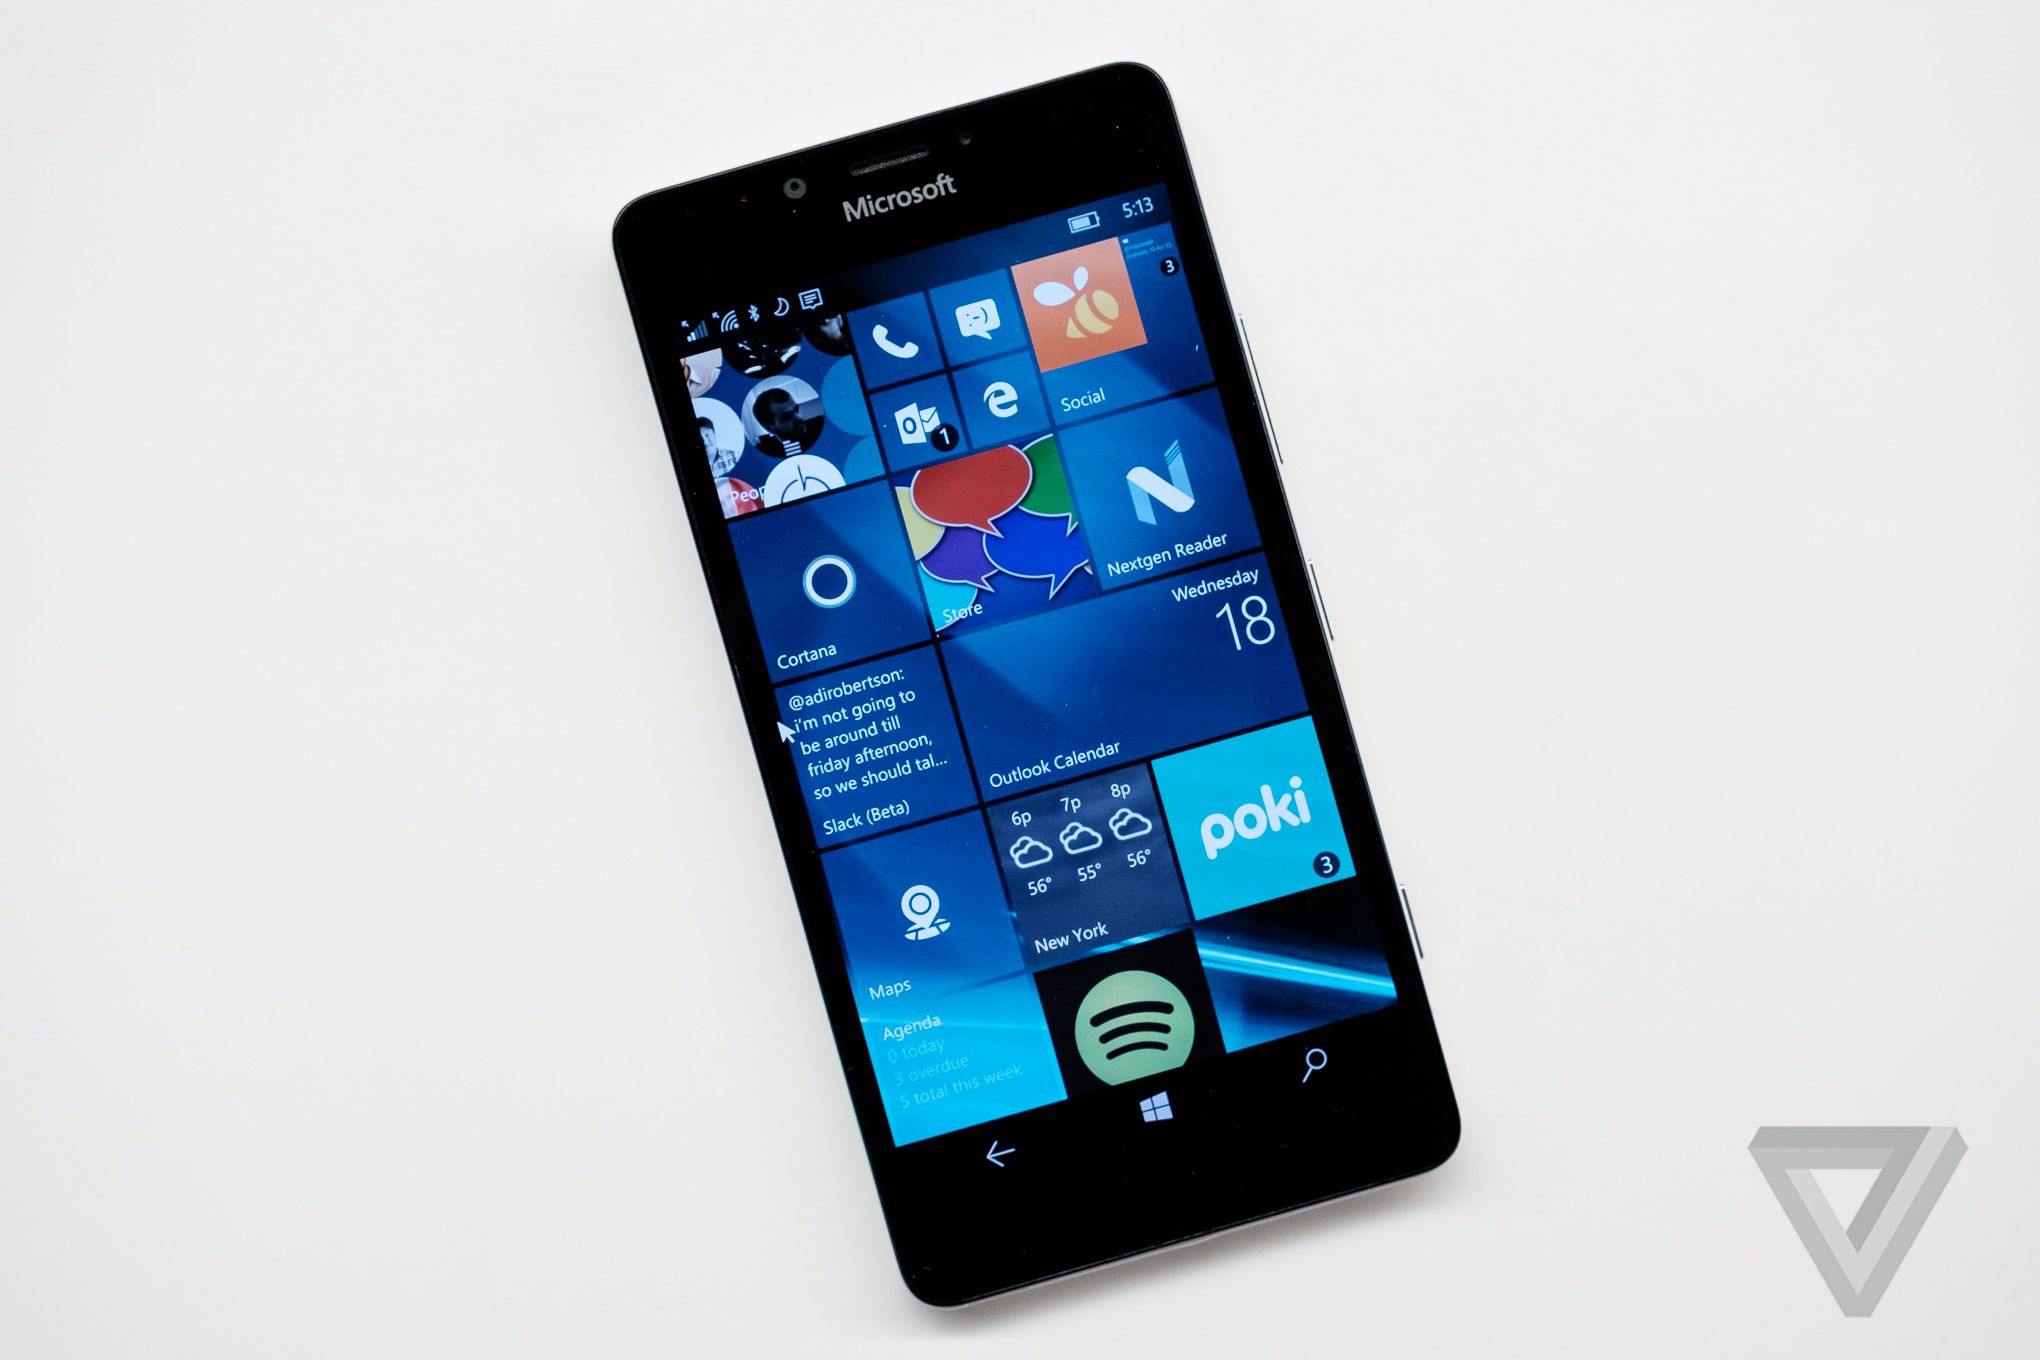 Microsoft
5:13
3
Social
1
Nextgen Reader
Store
Cortana
Wednesday
18
Outlook Calendar
@adirobertson:
i'm not going to
be around till
friday afternoon,
so we should tal...
Slack (Beta)
6p 7p 8p
56° 55° 56°
New York
poki
3
Maps
Agenda
0 today
3 overdue
5 total this week